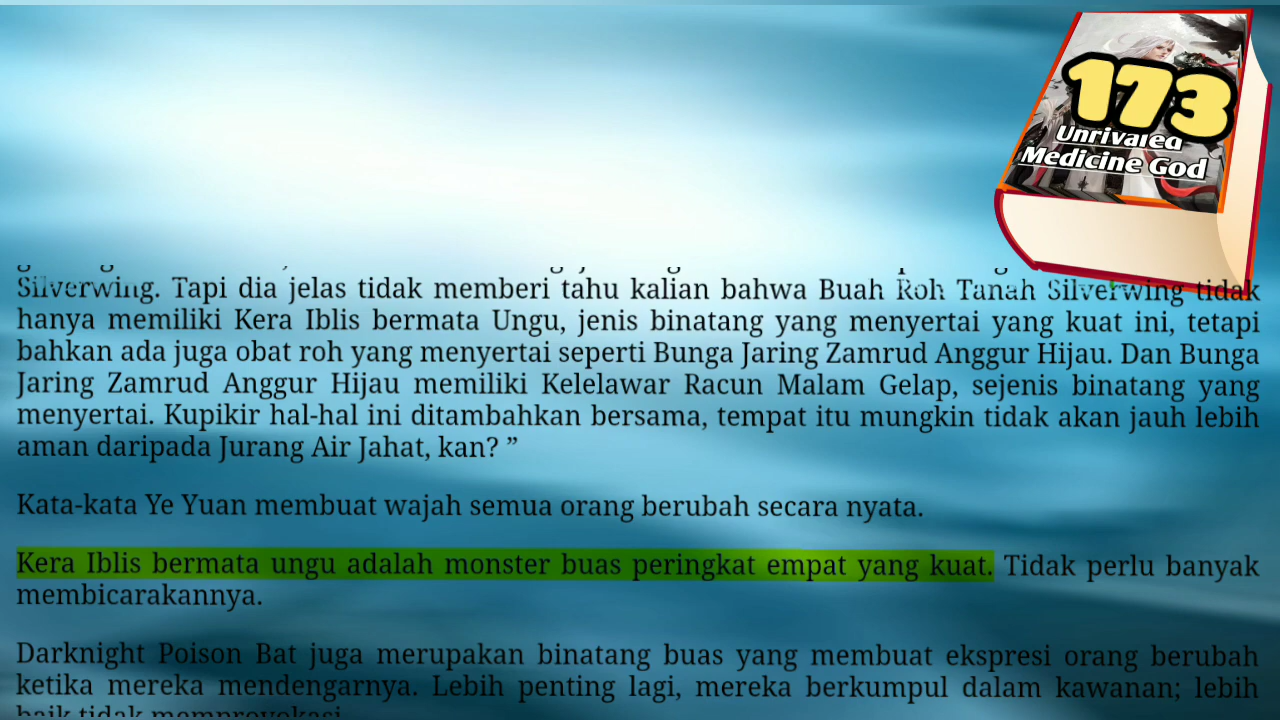 173
Unrivaled
Medicine God
Silverwing. Tapi dia jelas tidak memberi tahu kalian bahwa Buah Roh Tanah Silverwing tidak
hanya memiliki Kera Iblis bermata Ungu, jenis binatang yang menyertai yang kuat ini, tetapi
bahkan ada juga obat roh yang menyertai seperti Bunga Jaring Zamrud Anggur Hijau. Dan Bunga
Jaring Zamrud Anggur Hijau memiliki Kelelawar Racun Malam Gelap, sejenis binatang yang
menyertai. Kupikir hal-hal ini ditambahkan bersama, tempat itu mungkin tidak akan jauh lebih
aman daripada Jurang Air Jahat, kan? ”
Kata-kata Ye Yuan membuat wajah semua orang berubah secara nyata.
Kera Iblis bermata ungu adalah monster buas peringkat empat yang kuat. Tidak perlu banyak
membicarakannya.
Darknight Poison Bat juga merupakan binatang buas yang membuat ekspresi orang berubah
ketika mereka mendengarnya. Lebih penting lagi, mereka berkumpul dalam kawanan; lebih
baik tidak memprovokasi